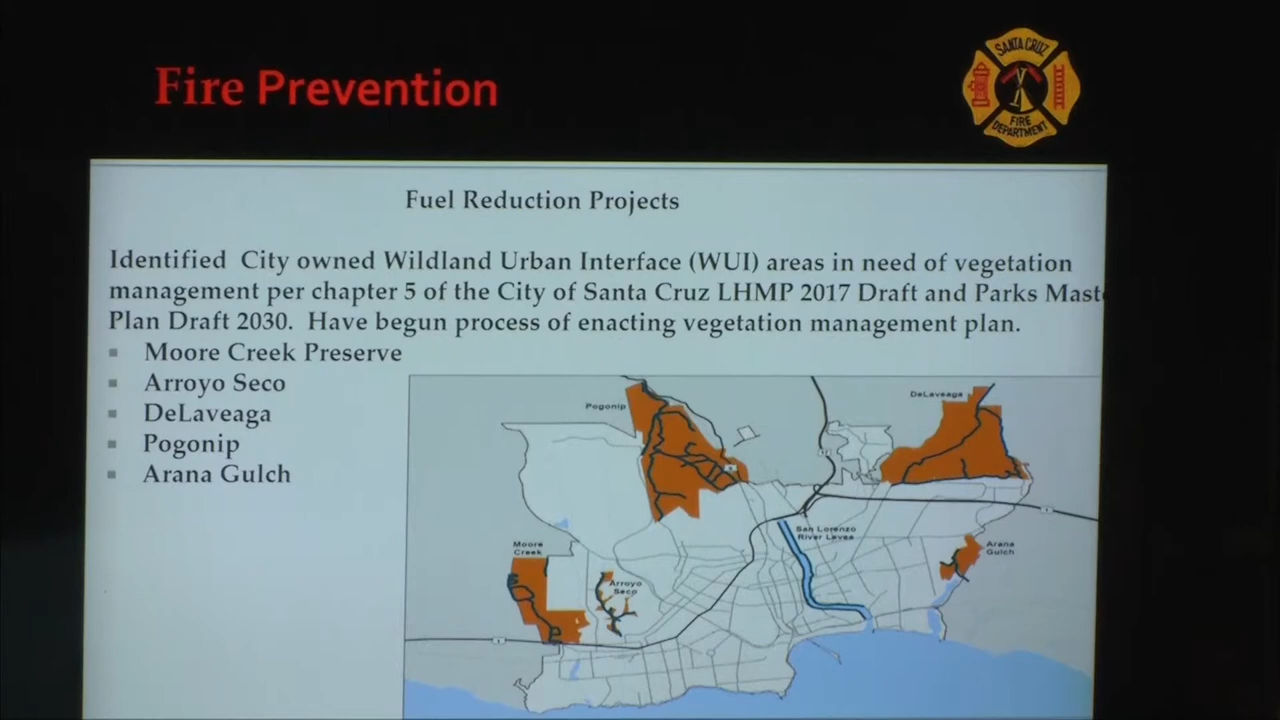 Fire Prevention
SANTA CRUZ
FIRE
DEPARTMENT
Fuel Reduction Projects
Identified City owned Wildland Urban Interface (WUI) areas in need of vegetation
management per chapter 5 of the City of Santa Cruz LHMP 2017 Draft and Parks Mast
Plan Draft 2030. Have begun process of enacting vegetation management plan.
Moore Creek Preserve
Arroyo Seco
DeLaveaga
Pogonip
Arana Gulch
Pogonip
DeLaveaga
San Lorenzo
River Levee
Moore
Creek
Arana
Gulch
Arroyo
Seco